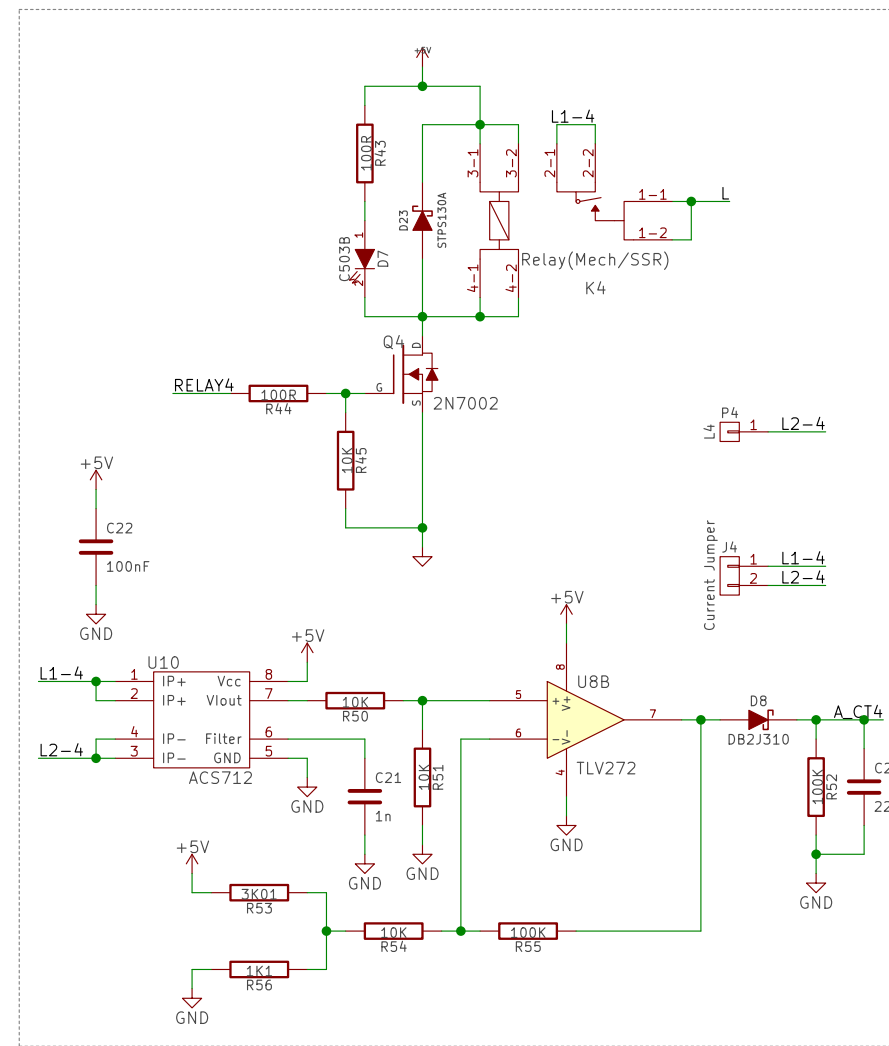 +5V
L1-4
100R
R43
3-1
3-2
2-1
2-2
1-1
L
1-2
D23
STPS130A
1
C503B
D7
2
Relay(Mech/SSR)
4-1
4-2
K4
Q4
D
RELAY4
100R
R44
G
S
2N7002
P4
L4
1
L2-4
10K
R45
+5V
C22
100nF
GND
Current Jumper
J4
1
L1-4
2
L2-4
+5V
+5V
U10
L1-4
1
IP+
Vcc
8
2
IP+
VIout
7
4
IP-
Filter
6
L2-4
3
IP-
GND
5
ACS712
10K
R50
5
8
U8B
+
V+
6
-
V-
7
4
TLV272
D8
DB2J310
A_CT4
GND
C21
1n
10K
R51
GND
GND
GND
100K
R52
C2
22
GND
+5V
3K01
R53
10K
R54
100K
R55
1K1
R56
GND